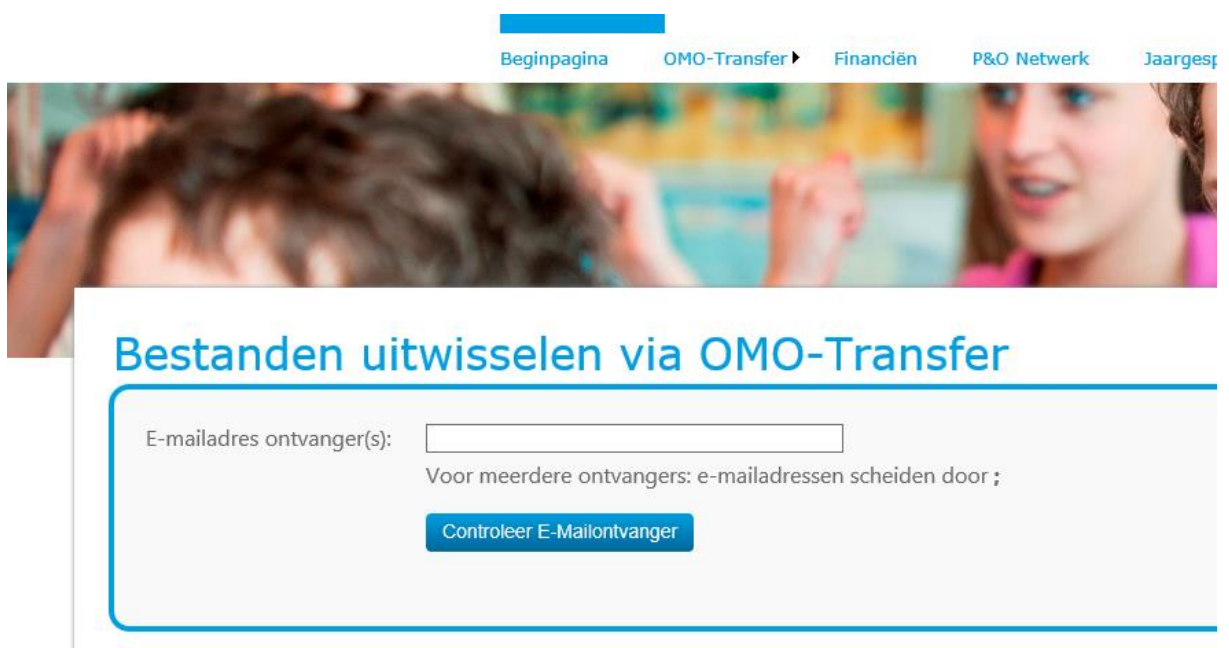 Beginpagina OMO-Transfer Financiën P&O Netwerk
Bestanden uitwisselen via OMO-Transfer
E-mailadres ontvanger(s):
Voor meerdere ontvangers: e-mailadressen scheiden door ;
Controleer E-Mailontvanger